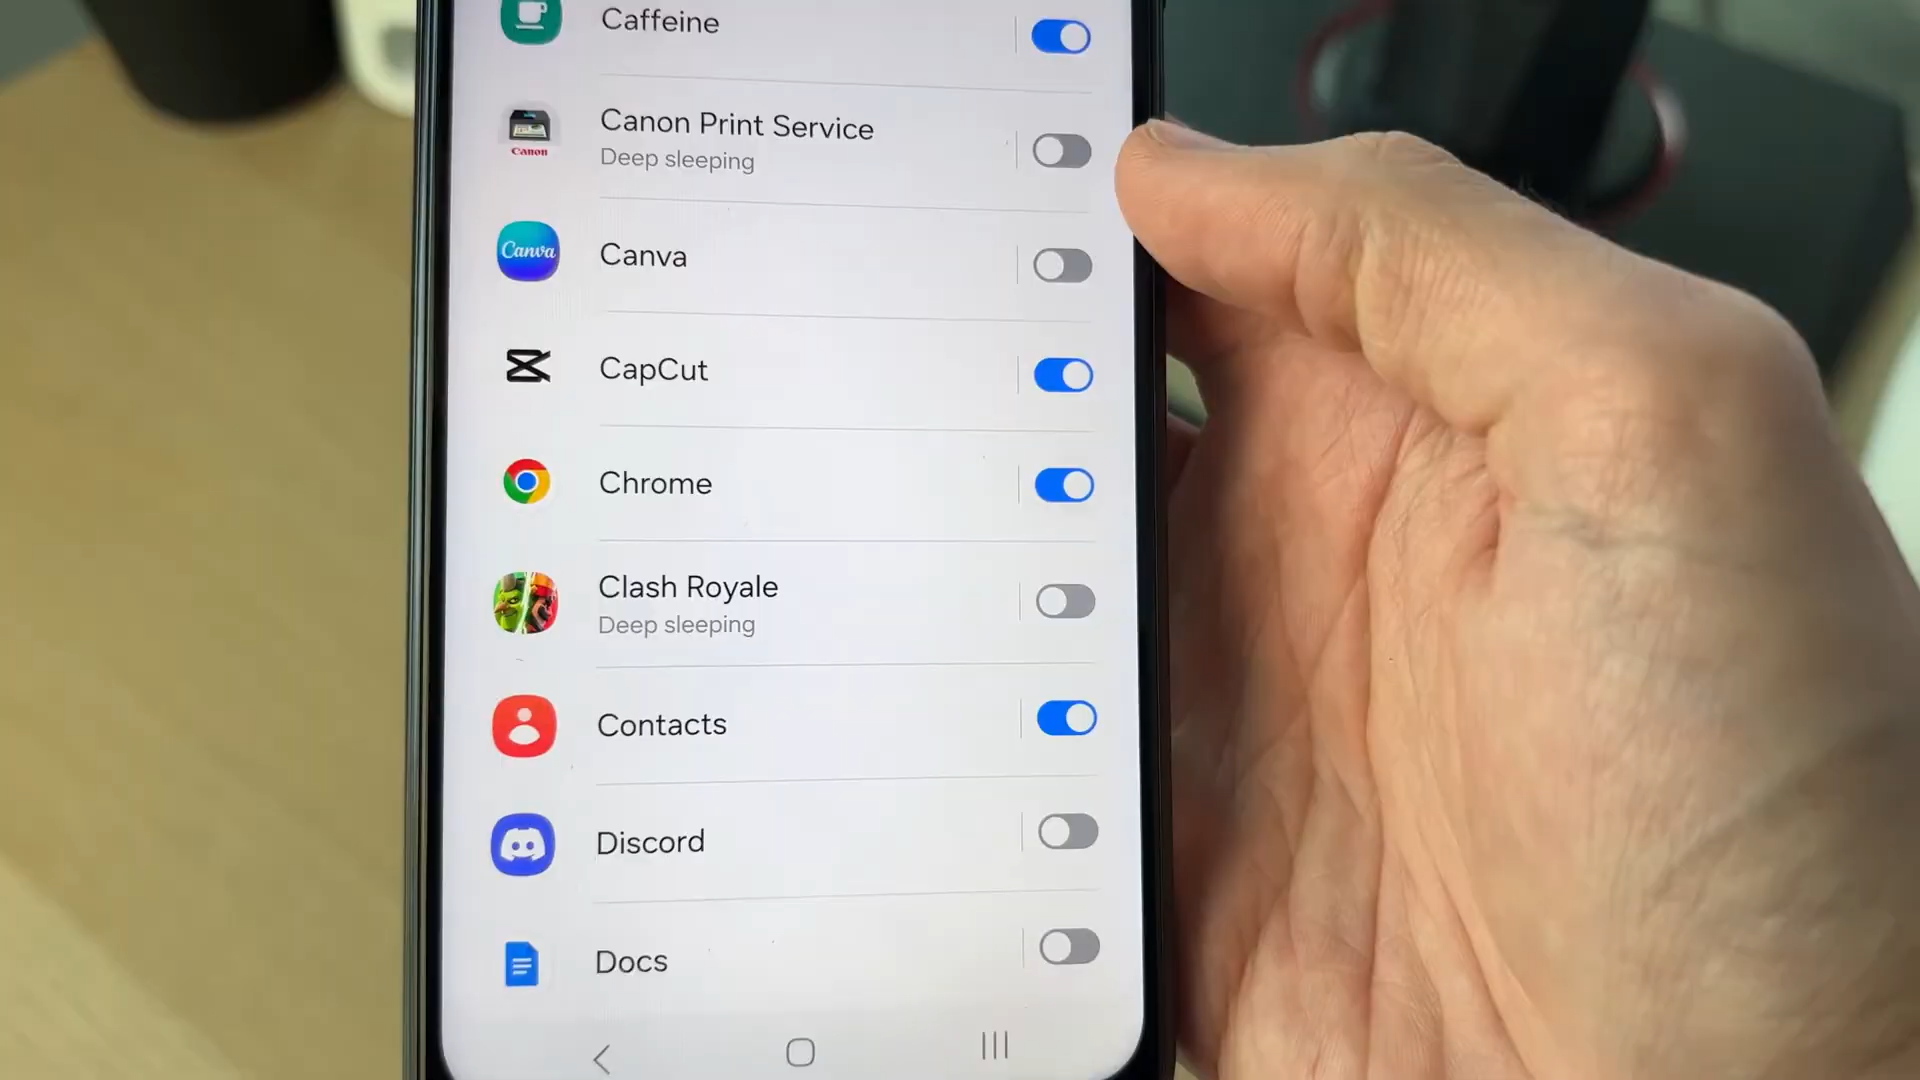 Caffeine
Canon Print Service
Canon
Deep sleeping
Canva
Canva
CapCut
Chrome
Clash Royale
Deep sleeping
Contacts
Discord
Docs